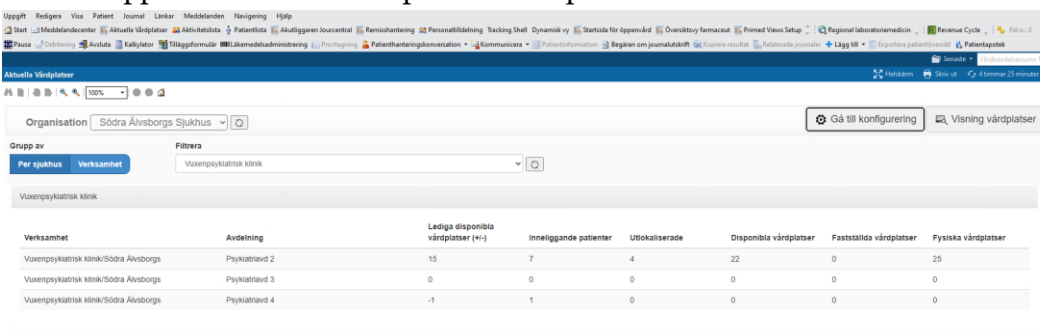 Uppgift Redigera Visa Patient Journal Länkar Meddelanden Navigering Hjälp
Start Meddelandecenter Aktuella Vårdplatser Aktivitetslista Patientlista Akutliggaren Jourcentral Remisshantering Personaltilldelning Tracking Shell Dynamisk vy Startsida för öppenvård Översiktsvy farmaceut Primed Views Setup Regional laboratoriemedicin Revenue Cycle
Pausa Debitering Avsluta Kalkylator Tilläggsformulär Läkemedelsadministrering Provtagning Patienthanteringskonversation Kommunicera Patientinformation Begäran om journalutskrift Kopiera resultat Relaterade journaler Lägg till Exportera patientöversikt Patientapotek
Senaste
Aktuella Vårdplatser Helskärm Skriv ut 4 timmar 25 minuter
100%
Organisation Södra Älvsborgs Sjukhus Gå till konfigurering Visning vårdplatser
Grupp av Filtrera
Per sjukhus Verksamhet Vuxenpsykiatrisk klinik
Vuxenpsykiatrisk klinik
Lediga disponibla
Verksamhet Avdelning vårdplatser (+/-) Inneliggande patienter Utlokaliserade Disponibla vårdplatser Fastställda vårdplatser Fysiska vårdplatser
Vuxenpsykiatrisk klinik/Södra Älvsborgs Psykiatriavd 2 15 7 4 22 0 25
Vuxenpsykiatrisk klinik/Södra Älvsborgs Psykiatriavd 3 0 0 0 0 0 0
Vuxenpsykiatrisk klinik/Södra Älvsborgs Psykiatriavd 4 -1 1 0 0 0 0